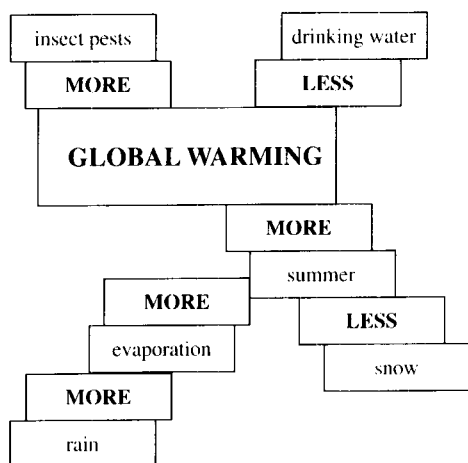 insect pests
drinking water
MORE
LESS
GLOBAL WARMING
MORE
summer
MORE
LESS
evaporation
snow
MORE
rain